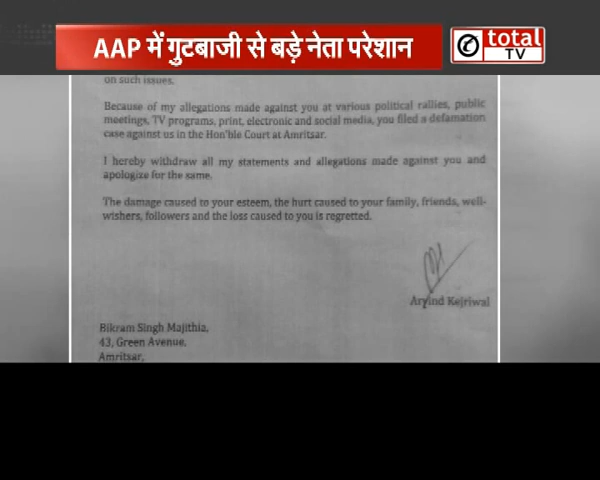 AAP में गुटबाजी से बड़े नेता परेशान
total
TV
on such issues.
Because of my allegations made against you at various political rallies, public
meetings, TV programs, print, electronic and social media, you filed a defamation
case against us in the Hon'ble Court at Amritsar.
I hereby withdraw all my statements and allegations made against you and
apologize for the same.
The damage caused to your esteem, the hurt caused to your family, friends, well-
wishers, followers and the loss caused to you is regretted.
Arvind Kejriwal
Bikram Singh Majithia,
43, Green Avenue,
Amritsar,